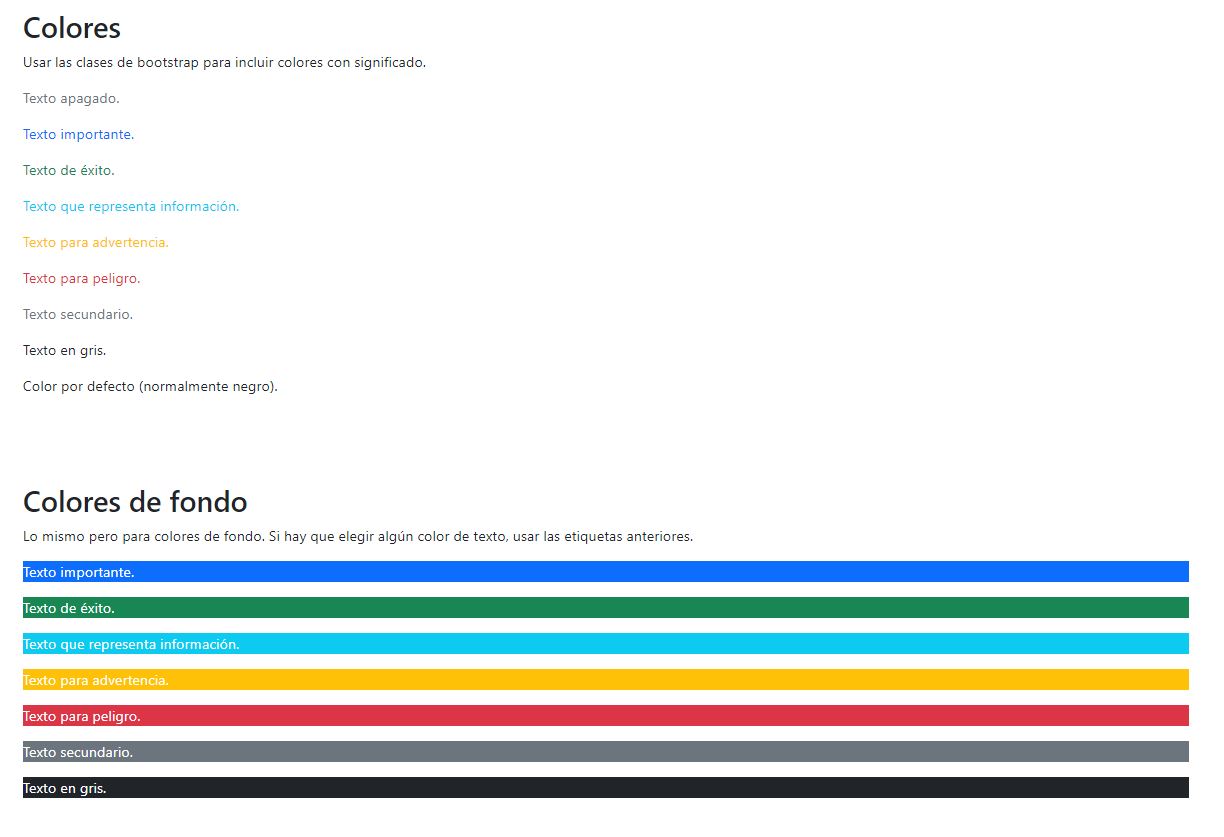 Colores
Usar las clases de bootstrap para incluir colores con significado.
Texto apagado.
Texto importante.
Texto de éxito.
Texto que representa información.
Texto para advertencia.
Texto para peligro.
Texto secundario.
Texto en gris.
Color por defecto (normalmente negro).
Colores de fondo
Lo mismo pero para colores de fondo. Si hay que elegir algún color de texto, usar las etiquetas anteriores.
Texto importante.
Texto de éxito.
Texto que representa información.
Texto para advertencia.
Texto para peligro.
Texto secundario.
Texto en gris.